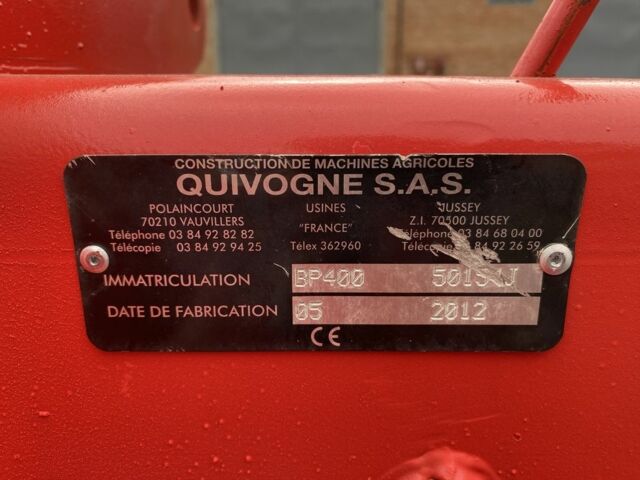 CONSTRUCTION DE MACHINES AGRICOLES
QUIVOGNE S.A.S.
POLAINCOURT USINES JUSSEY
70210 VAUVILLERS "FRANCE" Z.I. 70500 JUSSEY
Téléphone 03 84 92 82 82 Téléphone 03 84 68 04 00
Télécopie 03 84 92 94 25 Télex 362960 Télécopie 84 92 26 59
IMMATRICULATION BP400
DATE DE FABRICATION 05 2012
CE